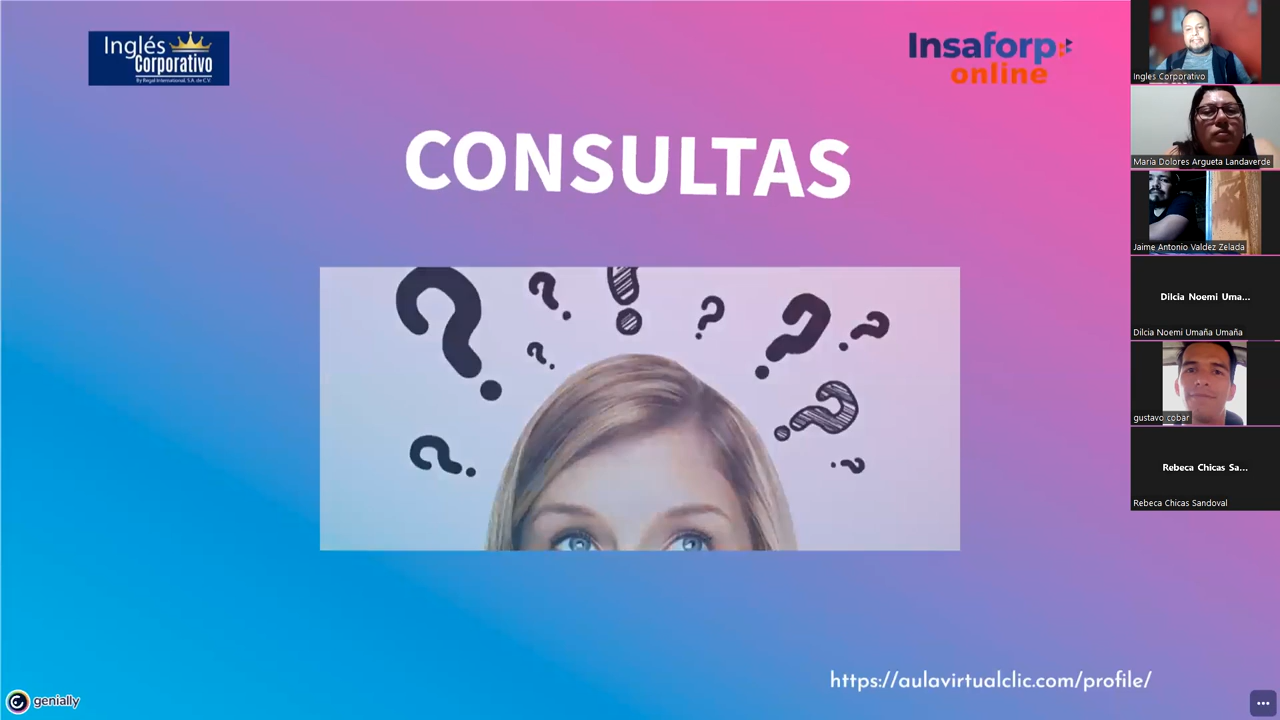 Inglés
Corporativo
By Regal International, S.A. de C.V.
Insaforp
online
CONSULTAS
https://aulavirtualclic.com/profile/
genially
Ingles Corporativo
María Dolores Argueta Landaverde
Jaime Antonio Valdez Zelada
Dilcia Noemi Uma...
Dilcia Noemi Umaña Umaña
gustavo cobar
Rebeca Chicas Sa...
Rebeca Chicas Sandoval